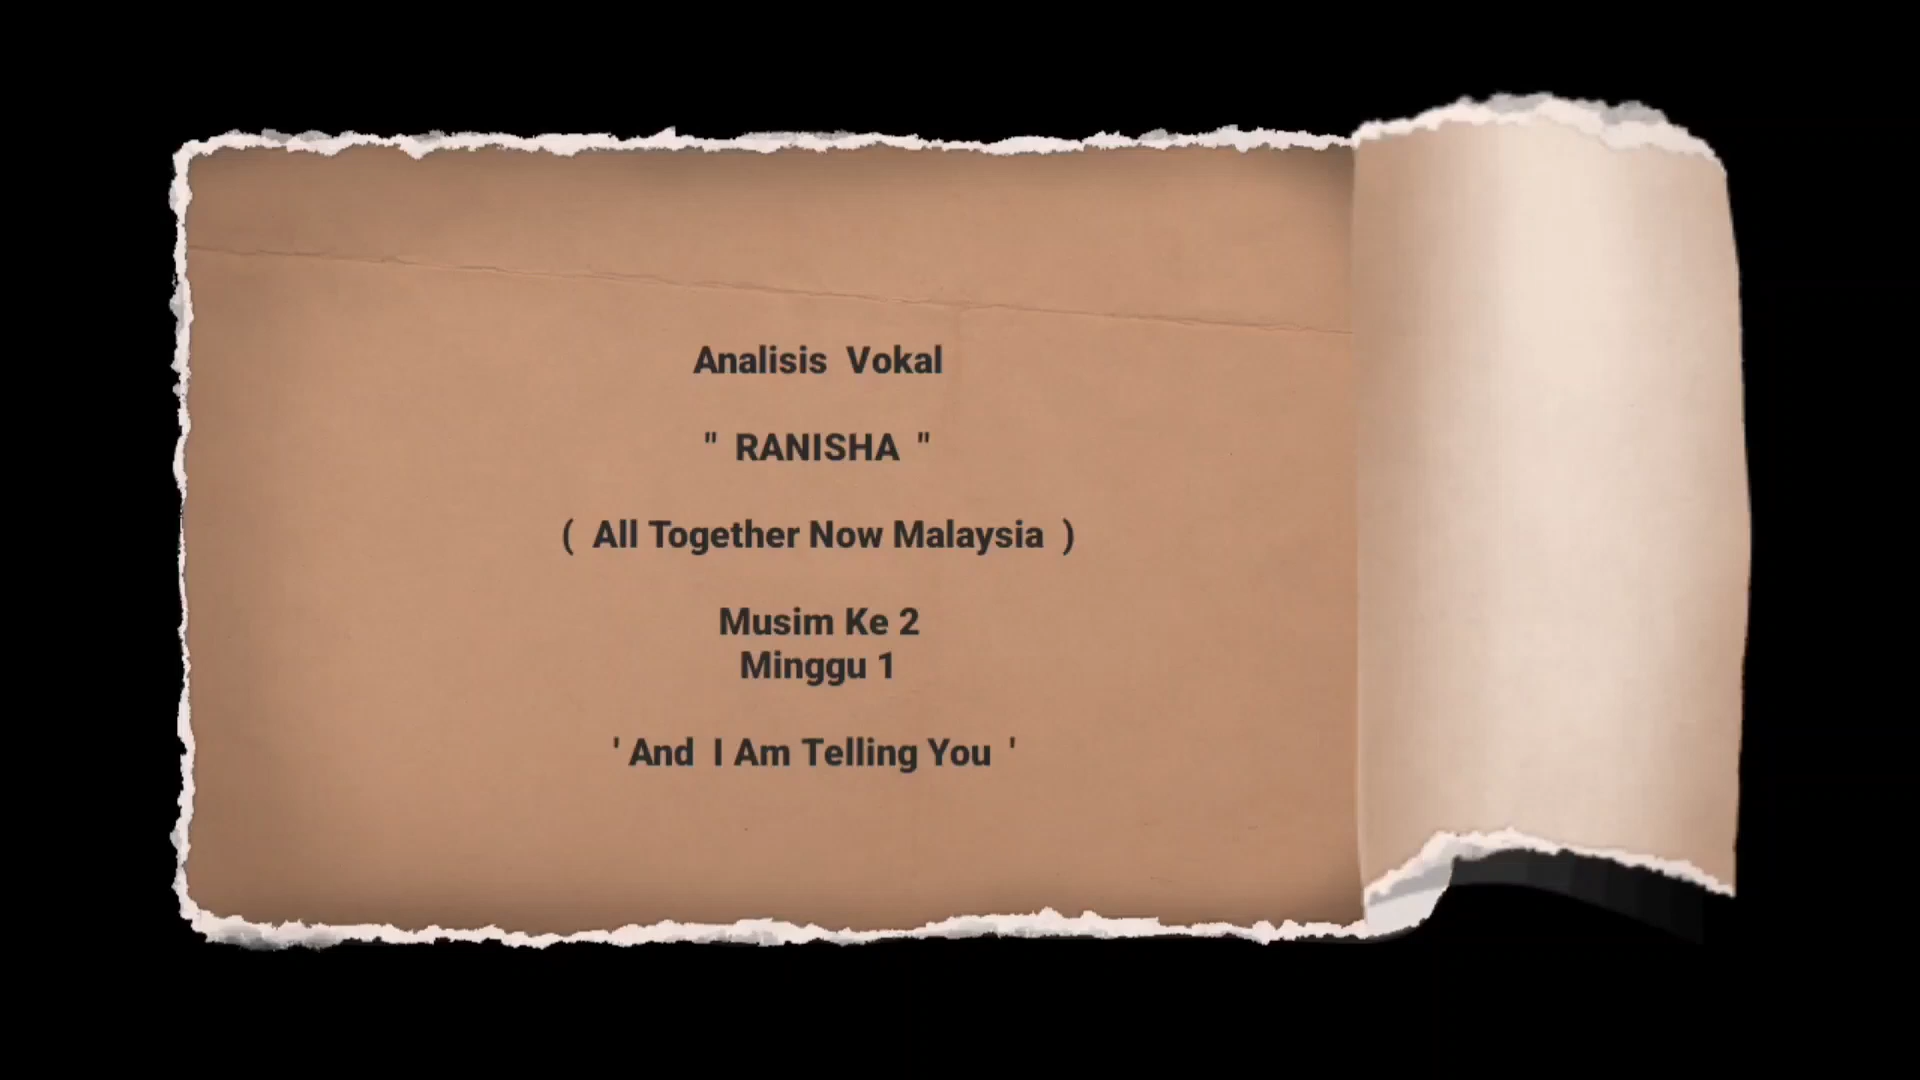 Analisis Vokal
" RANISHA "
( All Together Now Malaysia )
Musim Ke 2
Minggu 1
' And I Am Telling You '